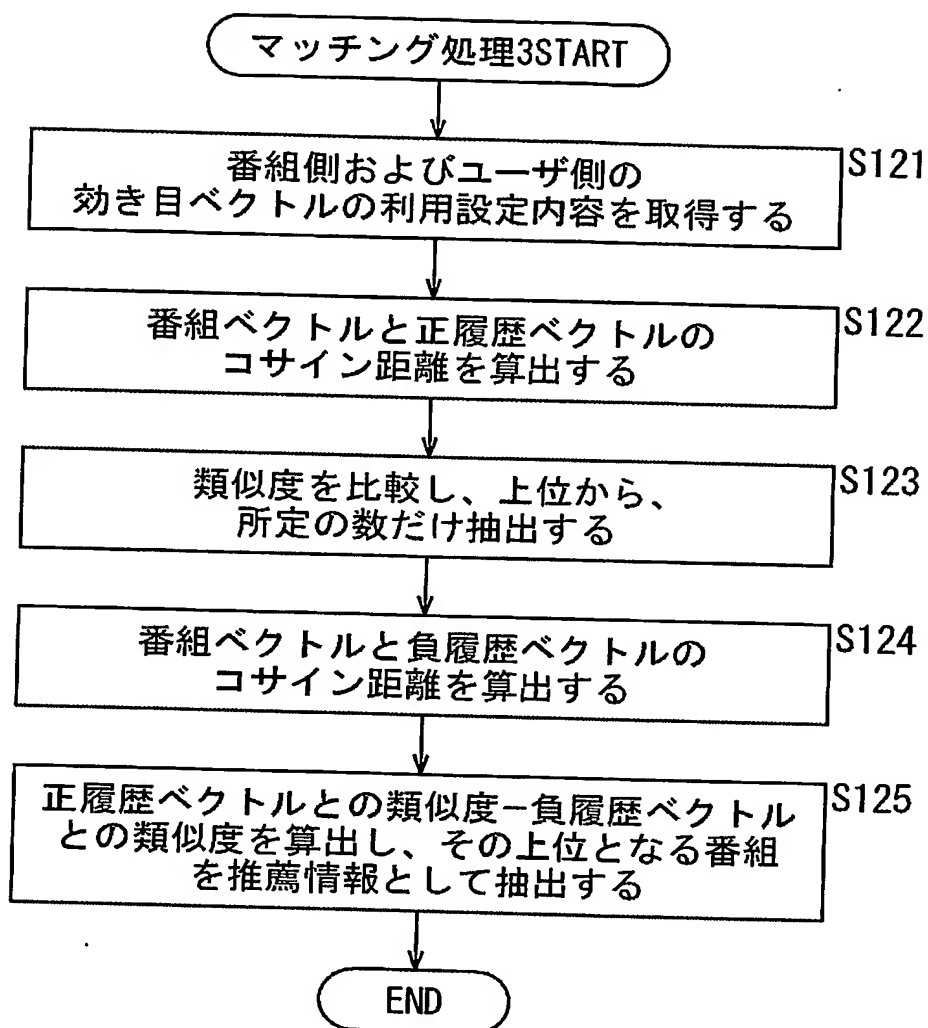 マッチング処理3START
番組側およびユーザ側の
効き目ベクトルの利用設定内容を取得する
S121
番組ベクトルと正履歴ベクトルの
コサイン距離を算出する
S122
類似度を比較し、上位から、
所定の数だけ抽出する
S123
番組ベクトルと負履歴ベクトルの
コサイン距離を算出する
S124
正履歴ベクトルとの類似度-負履歴ベクトル
との類似度を算出し、その上位となる番組
を推薦情報として抽出する
S125
END